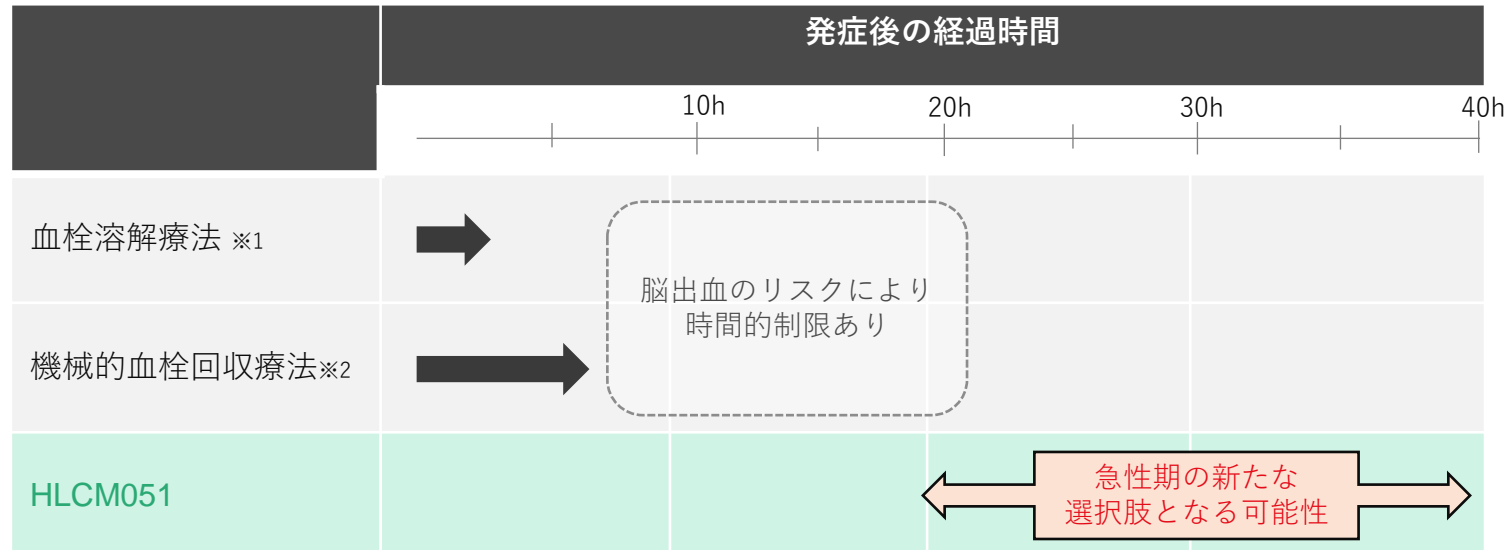 発症後の経過時間
10h 20h 30h 40h
血栓溶解療法 ※1
脳出血のリスクにより
時間的制限あり
機械的血栓回収療法※2
HLCM051
急性期の新たな
選択肢となる可能性